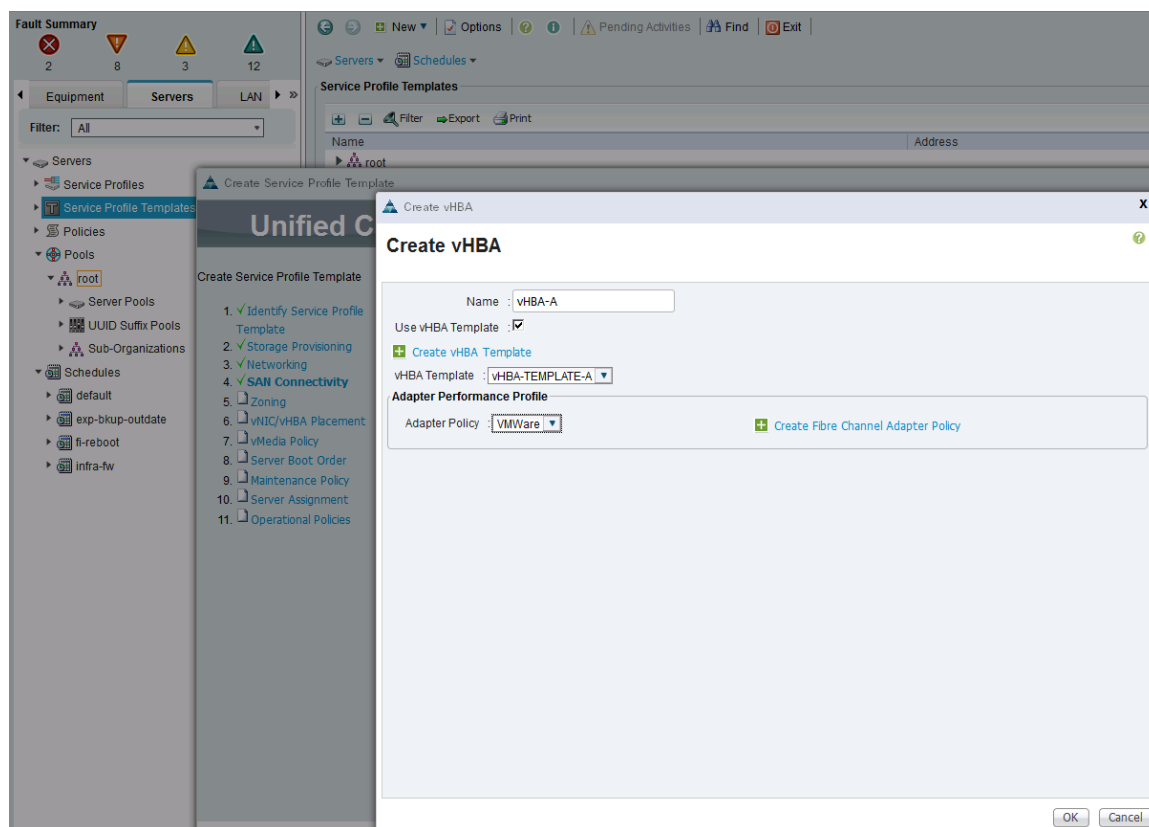 Fault Summary
2 8 3 12
Equipment Servers LAN
Filter: All
Servers
Service Profiles
Service Profile Templates
Policies
Pools
root
Server Pools
UUID Suffix Pools
Sub-Organizations
Schedules
default
exp-bkup-outdate
fi-reboot
infra-fw
New Options Pending Activities Find Exit
Servers Schedules
Service Profile Templates
Filter Export Print
Name Address
root
Create Service Profile Template
Unified C
Create Service Profile Template
1. Identify Service Profile
Template
2. Storage Provisioning
3. Networking
4. SAN Connectivity
5. Zoning
6. vNIC/vHBA Placement
7. vMedia Policy
8. Server Boot Order
9. Maintenance Policy
10. Server Assignment
11. Operational Policies
Create vHBA
X
Create vHBA
Name : vHBA-A
Use vHBA Template :
Create vHBA Template
vHBA Template : vHBA-TEMPLATE-A
Adapter Performance Profile
Adapter Policy : VMWare
Create Fibre Channel Adapter Policy
OK Cancel